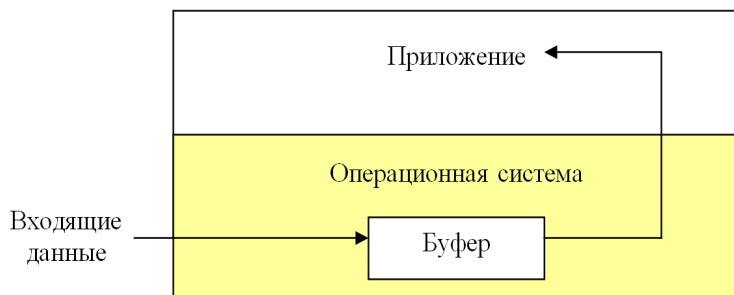 Приложение
Операционная система
Входящие
данные
Буфер